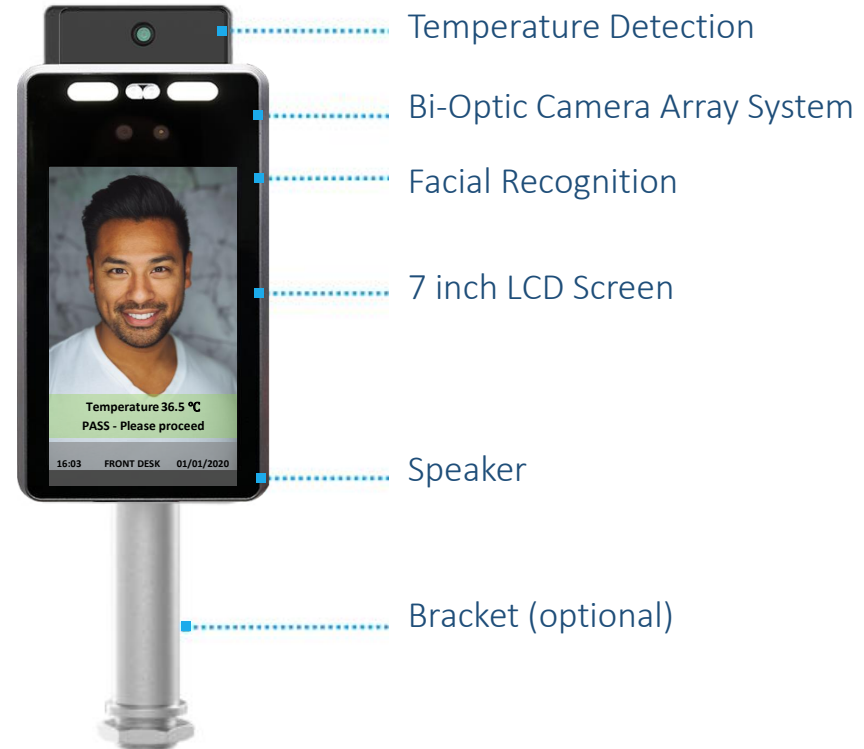 Temperature Detection
Bi-Optic Camera Array System
Facial Recognition
7 inch LCD Screen
Temperature 36.5 ℃
PASS - Please proceed
16:03 FRONT DESK 01/01/2020
Speaker
Bracket (optional)